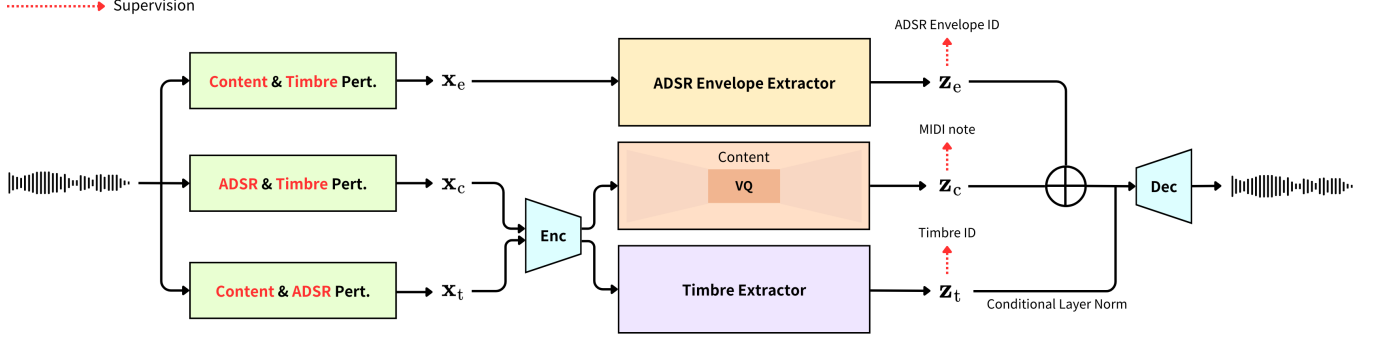 Supervision
ADSR Envelope ID
Content & Timbre Pert.
x_e
ADSR Envelope Extractor
z_e
MIDI note
Content
ADSR & Timbre Pert.
x_c
VQ
z_c
Dec
Timbre ID
Enc
Content & ADSR Pert.
x_t
Timbre Extractor
z_t
Conditional Layer Norm